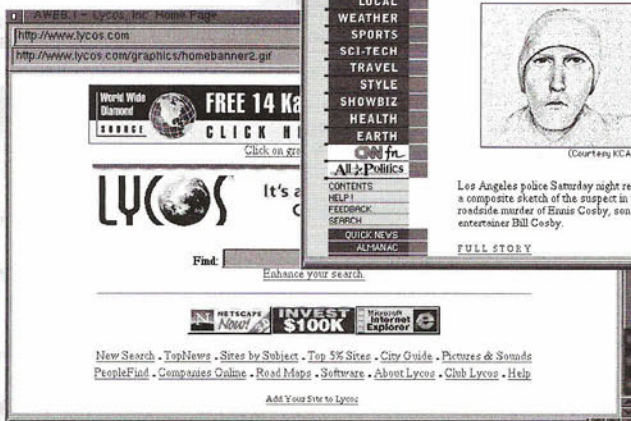 AWEB.1 - Lycos, Inc. Home Page
http://www.lycos.com
http://www.lycos.com/graphics/homebanner2.gif
World Wide
Diamond
SOURCE
FREE 14 Ka
CLICK
Click on
LYCOS
It's a
Find:
Enhance your search.
NETSCAPE
Now!
INVEST
$100K
Microsoft
Internet
Explorer
New Search . TopNews . Sites by Subject . Top 5% Sites . City Guide . Pictures & Sounds
PeopleFind . Companies Online . Road Maps . Software . About Lycos . Club Lycos . Help
Add Your Site to Lycos
LOCAL
WEATHER
SPORTS
SCI-TECH
TRAVEL
STYLE
SHOWBIZ
HEALTH
EARTH
CNN fn
All Politics
CONTENTS
HELP!
FEEDBACK
SEARCH
QUICK NEWS
ALMANAC
(Courtesy KCA
Los Angeles police Saturday night re
a composite sketch of the suspect in
roadside murder of Ennis Cosby, son
entertainer Bill Cosby.
FULL STORY